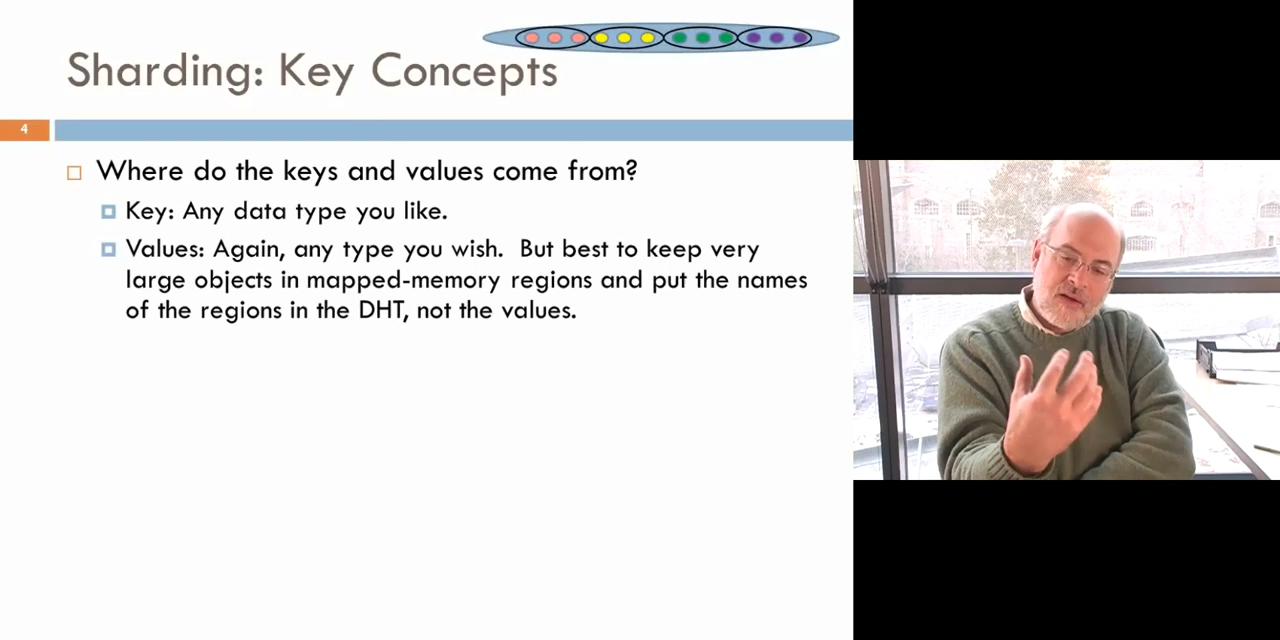 Sharding: Key Concepts
4
Where do the keys and values come from?
Key: Any data type you like.
Values: Again, any type you wish.  But best to keep very
large objects in mapped-memory regions and put the names
of the regions in the DHT, not the values.